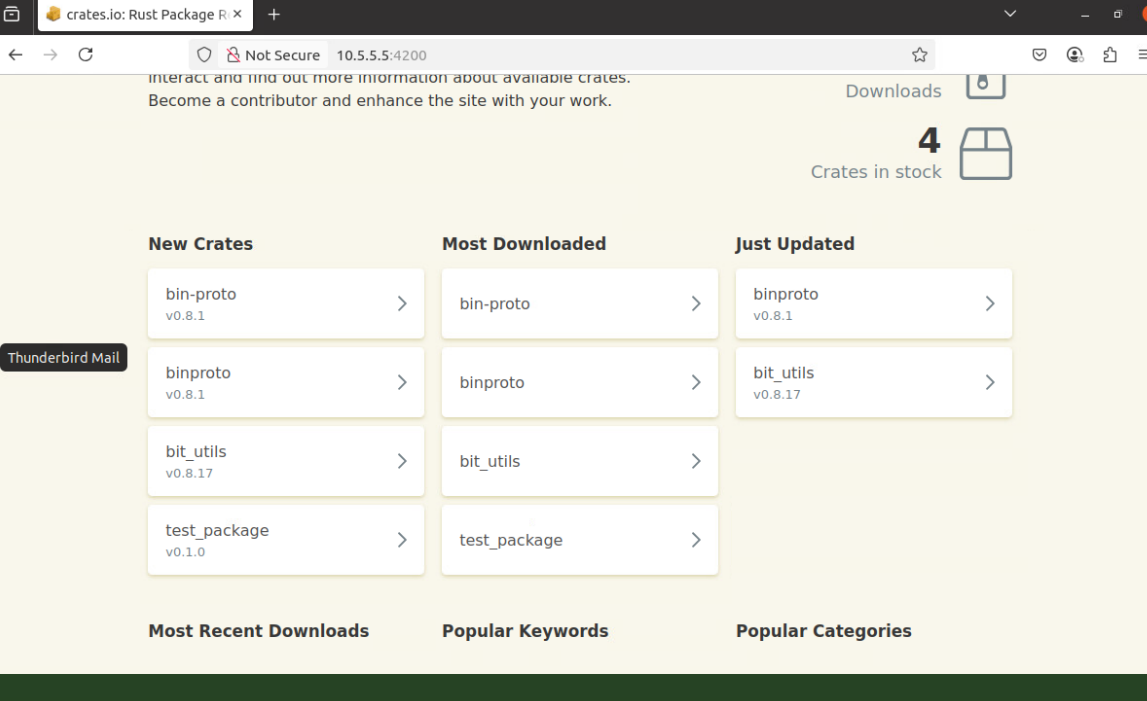 crates.io: Rust Package R
Not Secure 10.5.5.5:4200
interact and find out more information about available crates.
Become a contributor and enhance the site with your work.
Downloads
4
Crates in stock
New Crates
bin-proto
v0.8.1
binproto
v0.8.1
bit_utils
v0.8.17
test_package
v0.1.0
Most Downloaded
bin-proto
binproto
bit_utils
test_package
Just Updated
binproto
v0.8.1
bit_utils
v0.8.17
Thunderbird Mail
Most Recent Downloads
Popular Keywords
Popular Categories